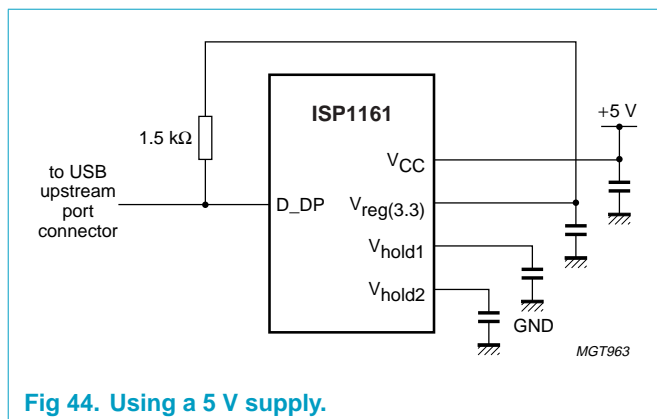 ISP1161
+5 V
1.5 kΩ
VCC
to USB
upstream
port
connector
D_DP
Vreg(3.3)
Vhold1
Vhold2
GND
MGT963
Fig 44. Using a 5 V supply.